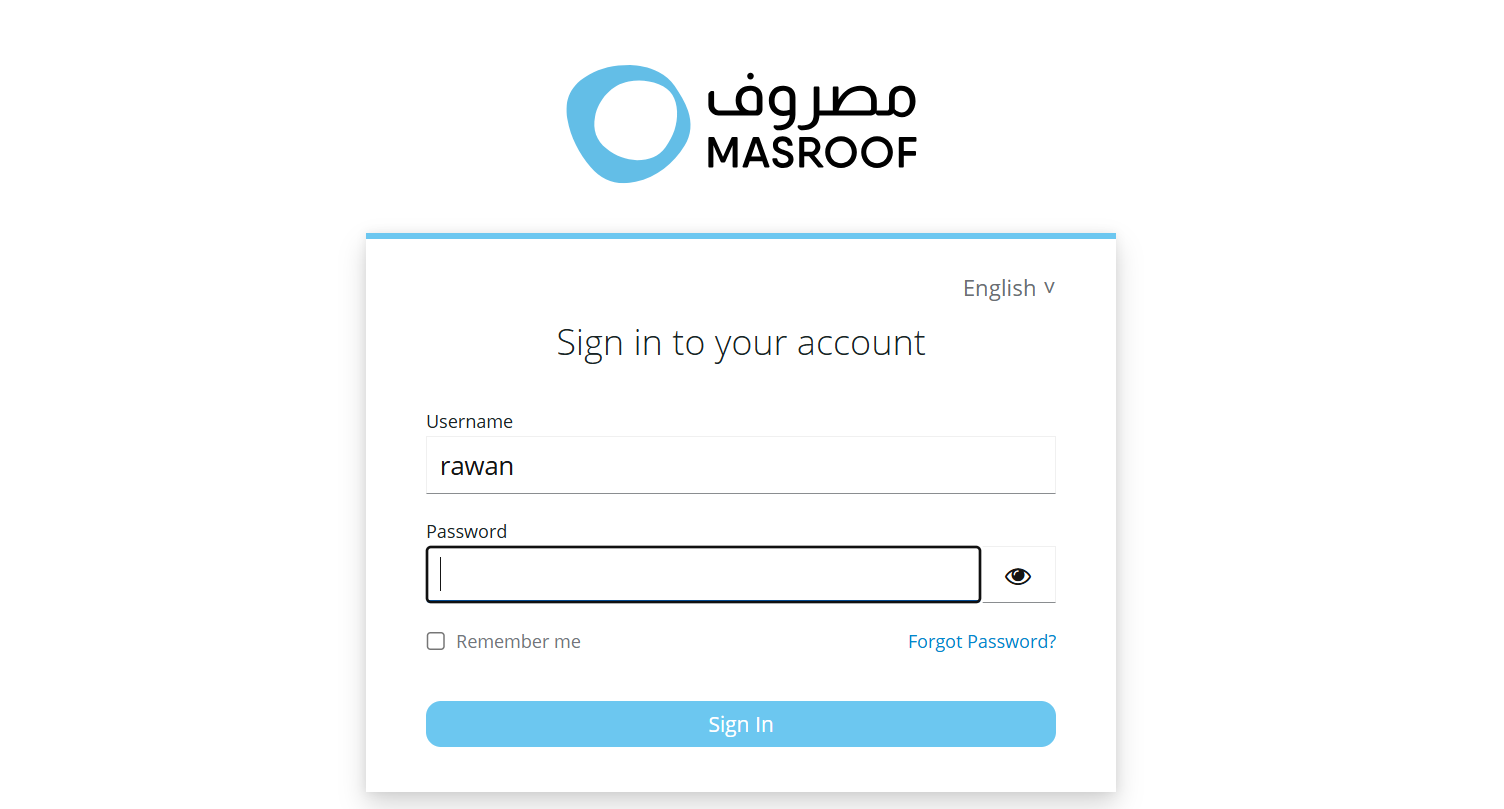 مصروف
MASROOF
English
Sign in to your account
Username
rawan
Password
Remember me
Forgot Password?
Sign In